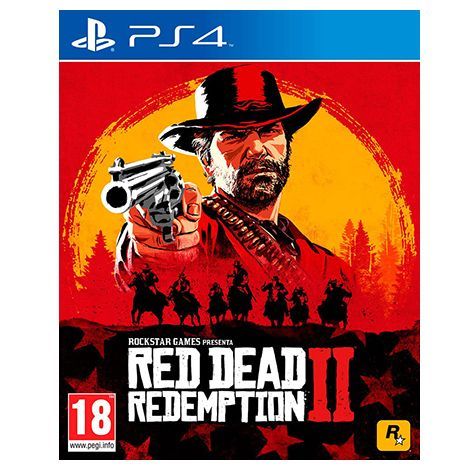 PS4
ROCKSTAR GAMES PRESENTA
RED DEAD
REDEMPTION II
18
www.pegi.info
R